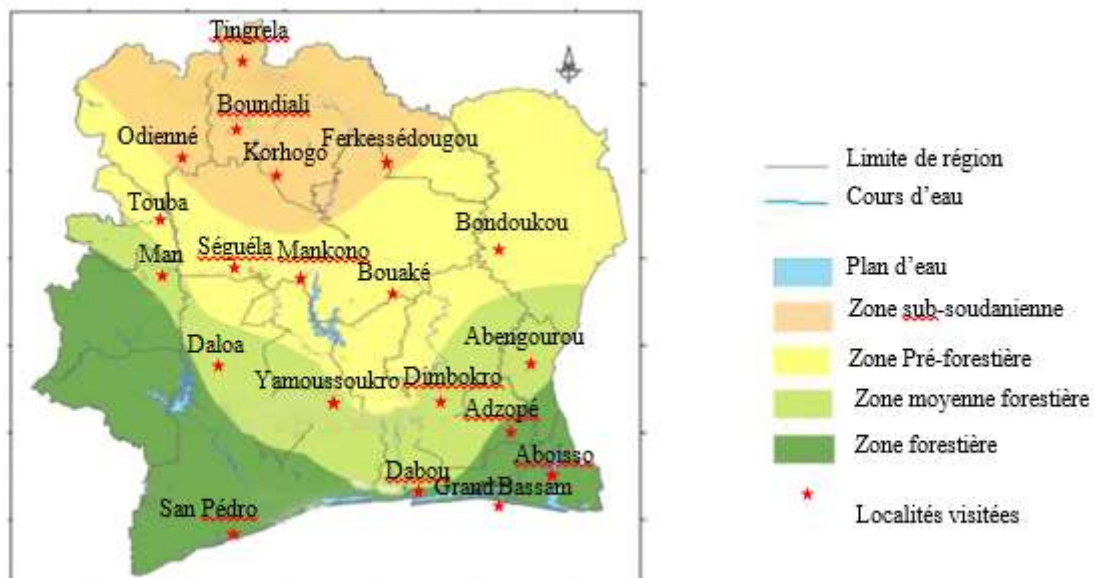 Tingrela
Boundiali
Odienné
Korhogo
Ferkessédougou
Touba
Bondoukou
Man
Séguéla
Mankono
Bouaké
Daloa
Abengourou
Yamoussoukro
Dimbokro
Adzopé
Aboisso
Dabou
Grand Bassam
San Pédro
Limite de région
Cours d'eau
Plan d'eau
Zone sub-soudanienne
Zone Pré-forestière
Zone moyenne forestière
Zone forestière
Localités visitées